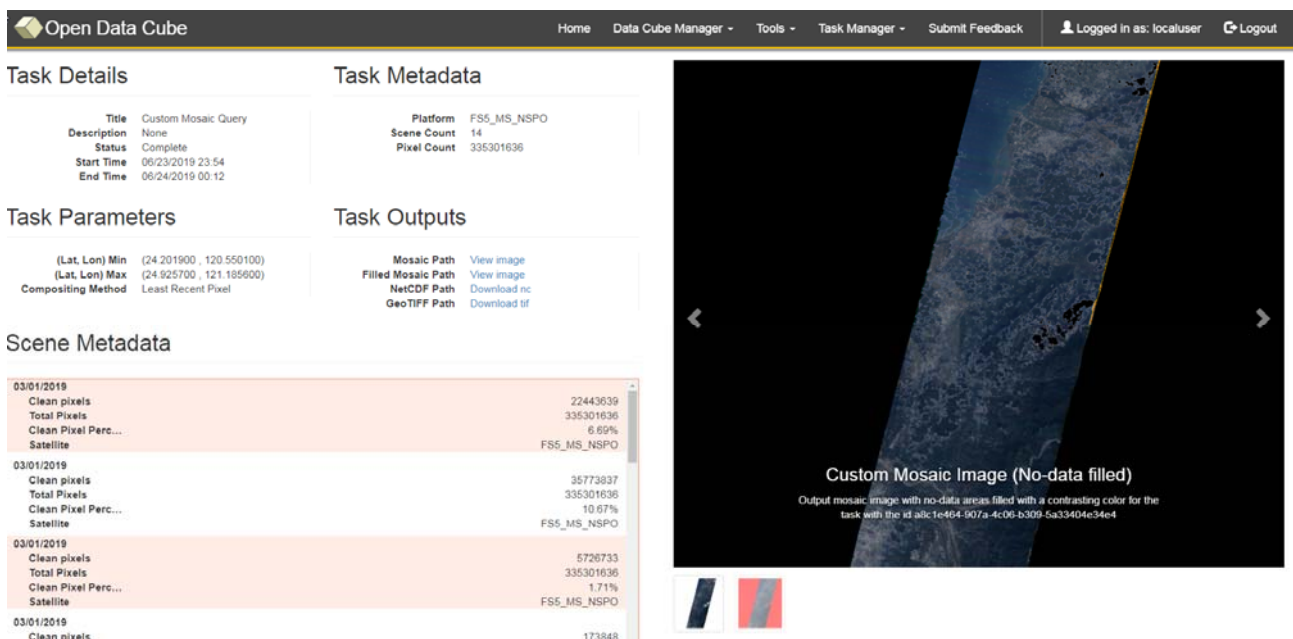 Open Data Cube
Home Data Cube Manager Tools Task Manager Submit Feedback Logged in as: localuser Logout
Task Details
Title Custom Mosaic Query
Description None
Status Complete
Start Time 06/23/2019 23:54
End Time 06/24/2019 00:12
Task Metadata
Platform FS5_MS_NSPO
Scene Count 14
Pixel Count 335301636
Task Parameters
(Lat, Lon) Min (24.201900 , 120.550100)
(Lat, Lon) Max (24.925700 , 121.185600)
Compositing Method Least Recent Pixel
Task Outputs
Mosaic Path View image
Filled Mosaic Path View image
NetCDF Path Download nc
GeoTIFF Path Download tif
Scene Metadata
03/01/2019
Clean pixels 22443639
Total Pixels 335301636
Clean Pixel Perc... 6.69%
Satellite FS5_MS_NSPO
03/01/2019
Clean pixels 35773837
Total Pixels 335301636
Clean Pixel Perc... 10.67%
Satellite FS5_MS_NSPO
03/01/2019
Clean pixels 5726733
Total Pixels 335301636
Clean Pixel Perc... 1.71%
Satellite FS5_MS_NSPO
03/01/2019
Clean pixels 173848
Custom Mosaic Image (No-data filled)
Output mosaic image with no-data areas filled with a contrasting color for the
task with the id a8c1e464-907a-4c06-b309-5a33404e34e4